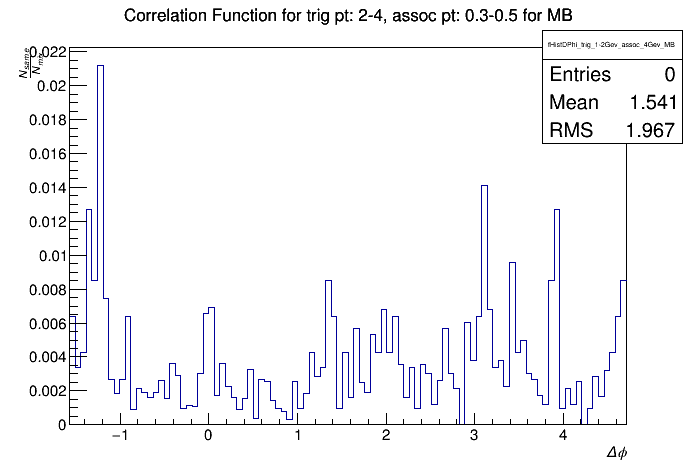 Correlation Function for trig pt: 2-4, assoc pt: 0.3-0.5 for MB
fHistDPhi_trig_1-2Gev_assoc_4Gev_MB
Entries 0
Mean 1.541
RMS 1.967
0.022
0.02
0.018
0.016
0.014
0.012
0.01
0.008
0.006
0.004
0.002
0
−1 0 1 2 3 4
Δϕ